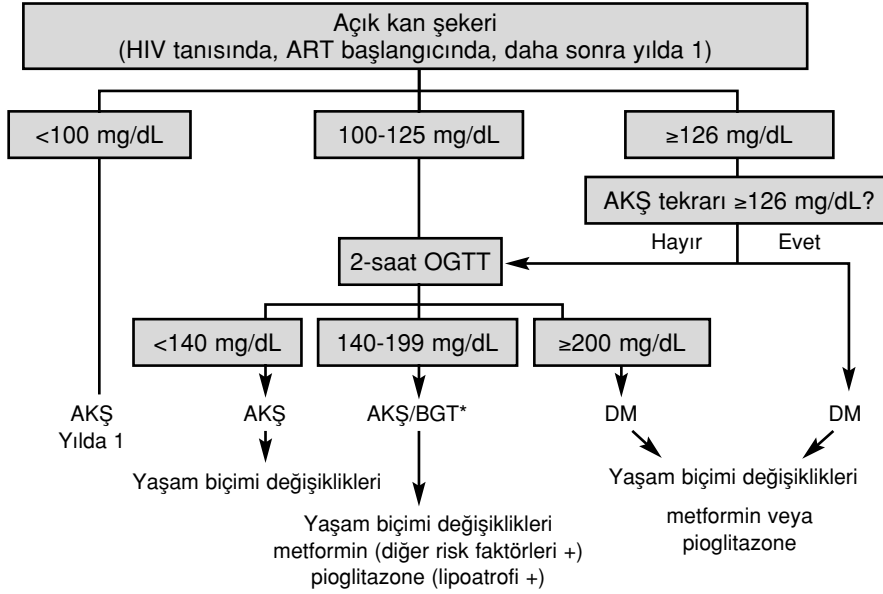 Açık kan şekeri
(HIV tanısında, ART başlangıcında, daha sonra yılda 1)
<100 mg/dL
100-125 mg/dL
≥126 mg/dL
AKŞ tekrarı ≥126 mg/dL?
Hayır
Evet
2-saat OGTT
<140 mg/dL
140-199 mg/dL
≥200 mg/dL
AKŞ
Yılda 1
AKŞ
AKŞ/BGT*
DM
DM
Yaşam biçimi değişiklikleri
Yaşam biçimi değişiklikleri
metformin veya
pioglitazone
Yaşam biçimi değişiklikleri
metformin (diğer risk faktörleri +)
pioglitazone (lipoatrofi +)